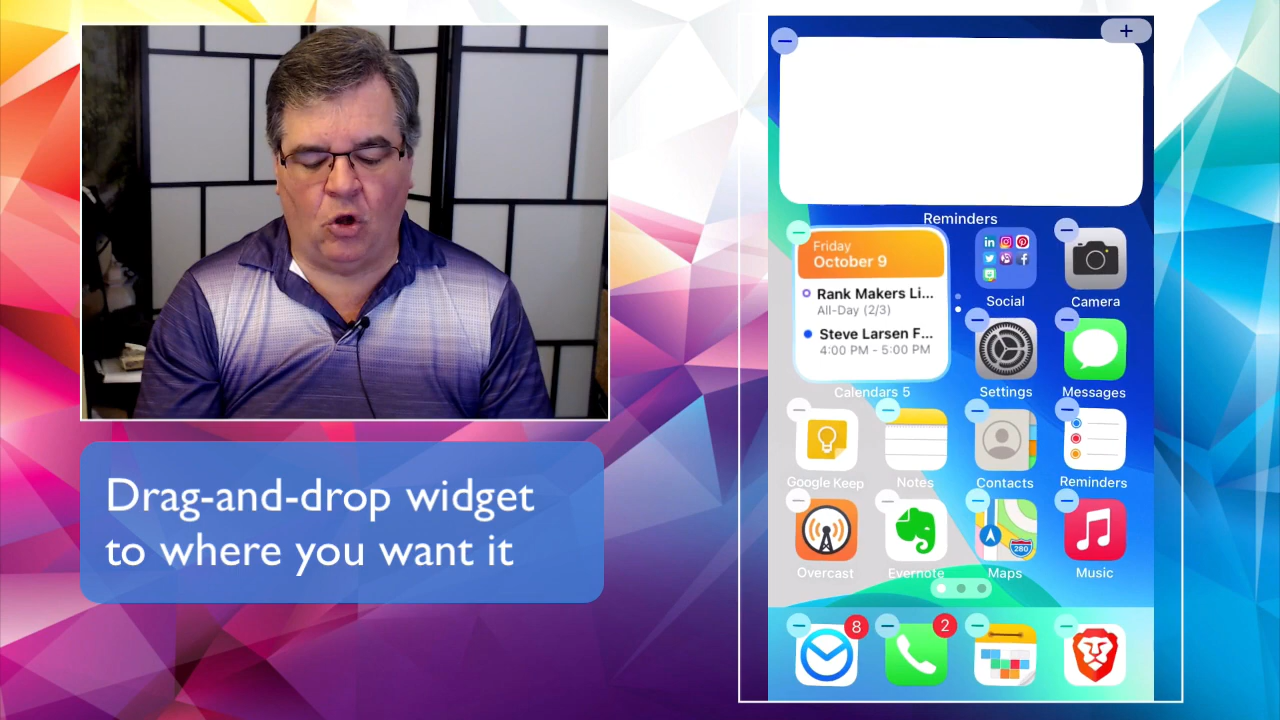 Drag-and-drop widget
to where you want it
Reminders
Friday
October 9
Rank Makers Li...
All-Day (2/3)
Steve Larsen F...
4:00 PM - 5:00 PM
Calendars 5
Social
Camera
Settings
Messages
Google Keep
Notes
Contacts
Reminders
Overcast
Evernote
Maps
280
Music
8
2